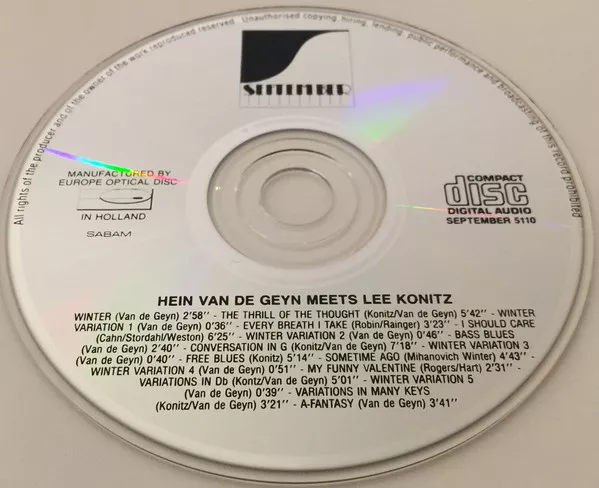 All rights of the producer and of the owner of the work reproduced reserved. Unauthorised copying, hiring, lending, public performance and broadcasting of this record prohibited
SEPTEMBER
MANUFACTURED BY
EUROPE OPTICAL DISC
IN HOLLAND
SABAM
COMPACT
disc
DIGITAL AUDIO
SEPTEMBER 5110
HEIN VAN DE GEYN MEETS LEE KONITZ
WINTER (Van de Geyn) 2'58'' - THE THRILL OF THE THOUGHT (Konitz/Van de Geyn) 5'42'' - WINTER
VARIATION 1 (Van de Geyn) 0'36'' - EVERY BREATH I TAKE (Robin/Rainger) 3'23'' - I SHOULD CARE
(Cahn/Stordahl/Weston) 6'25'' - WINTER VARIATION 2 (Van de Geyn) 0'46'' - BASS BLUES
(Van de Geyn) 2'40'' - CONVERSATION IN G (Konitz/Van de Geyn) 7'18'' - WINTER VARIATION 3
(Van de Geyn) 0'40'' - FREE BLUES (Konitz) 5'14'' - SOMETIME AGO (Mihanovich Winter) 4'43'' -
WINTER VARIATION 4 (Van de Geyn) 0'51'' - MY FUNNY VALENTINE (Rogers/Hart) 2'31'' -
VARIATIONS IN Db (Kontz/Van de Geyn) 5'01'' - WINTER VARIATION 5
(Van de Geyn) 0'39'' - VARIATIONS IN MANY KEYS
(Konitz/Van de Geyn) 3'21'' - A-FANTASY (Van de Geyn) 3'41''